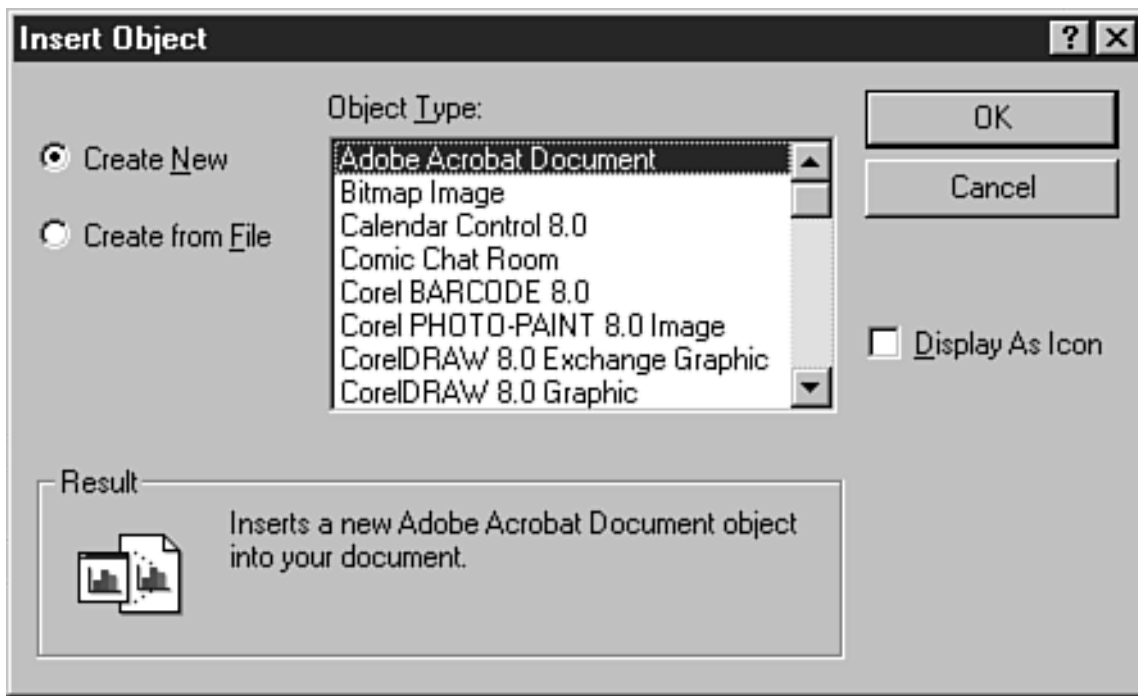 Insert Object
?
Object Type:
OK
Create New
Adobe Acrobat Document
Bitmap Image
Cancel
Calendar Control 8.0
Create from File
Comic Chat Room
Corel BARCODE 8.0
Corel PHOTO-PAINT 8.0 Image
Display As Icon
CorelDRAW 8.0 Exchange Graphic
CorelDRAW 8.0 Graphic
Result
Inserts a new Adobe Acrobat Document object
into your document.